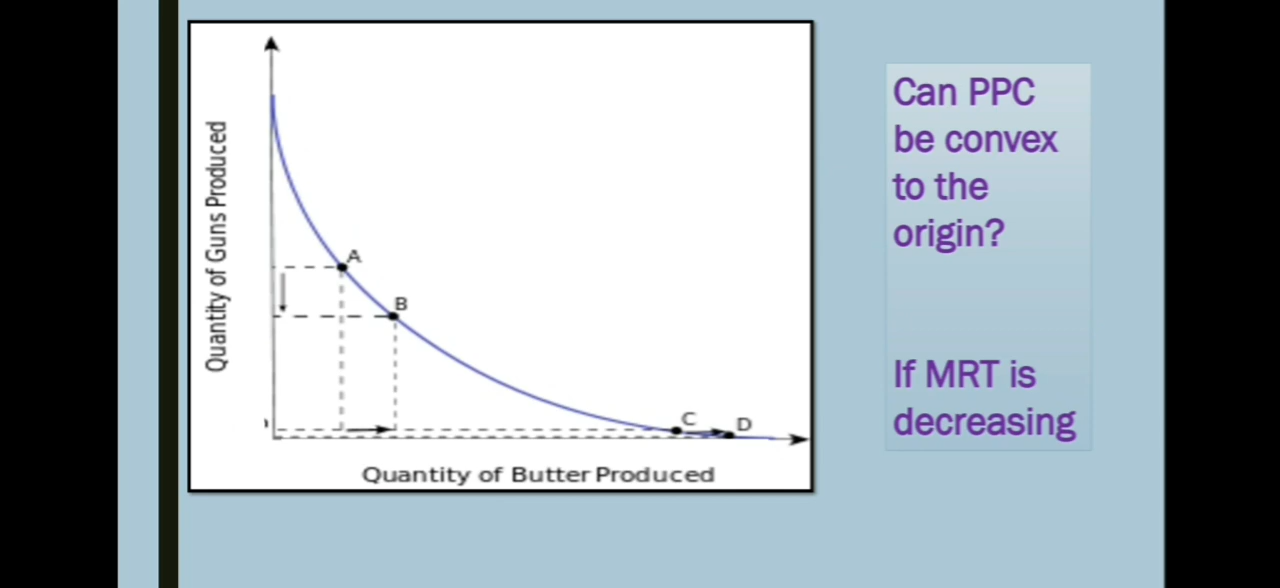 Quantity of Guns Produced
A
B
C
D
Quantity of Butter Produced
Can PPC
be convex
to the
origin?
If MRT is
decreasing